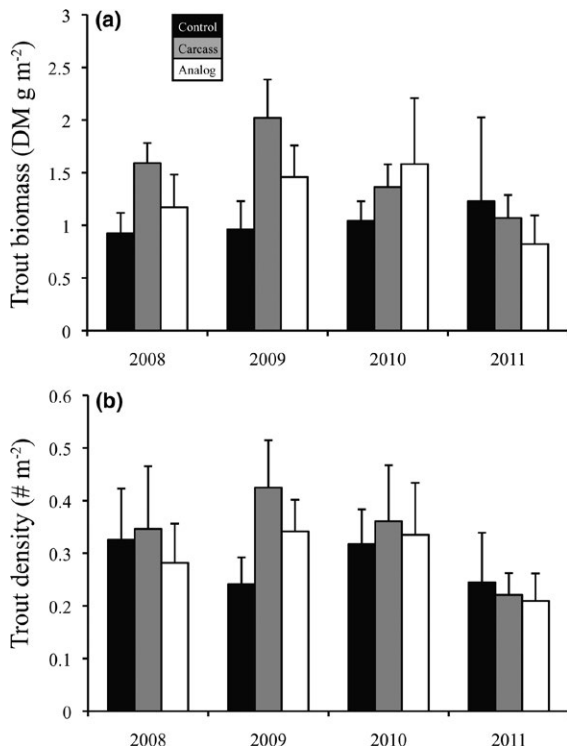 (a)
Control
Carcass
Analog
Trout biomass (DM g m-2)
3
2.5
2
1.5
1
0.5
0
2008 2009 2010 2011
(b)
Trout density (# m-2)
0.6
0.5
0.4
0.3
0.2
0.1
0
2008 2009 2010 2011